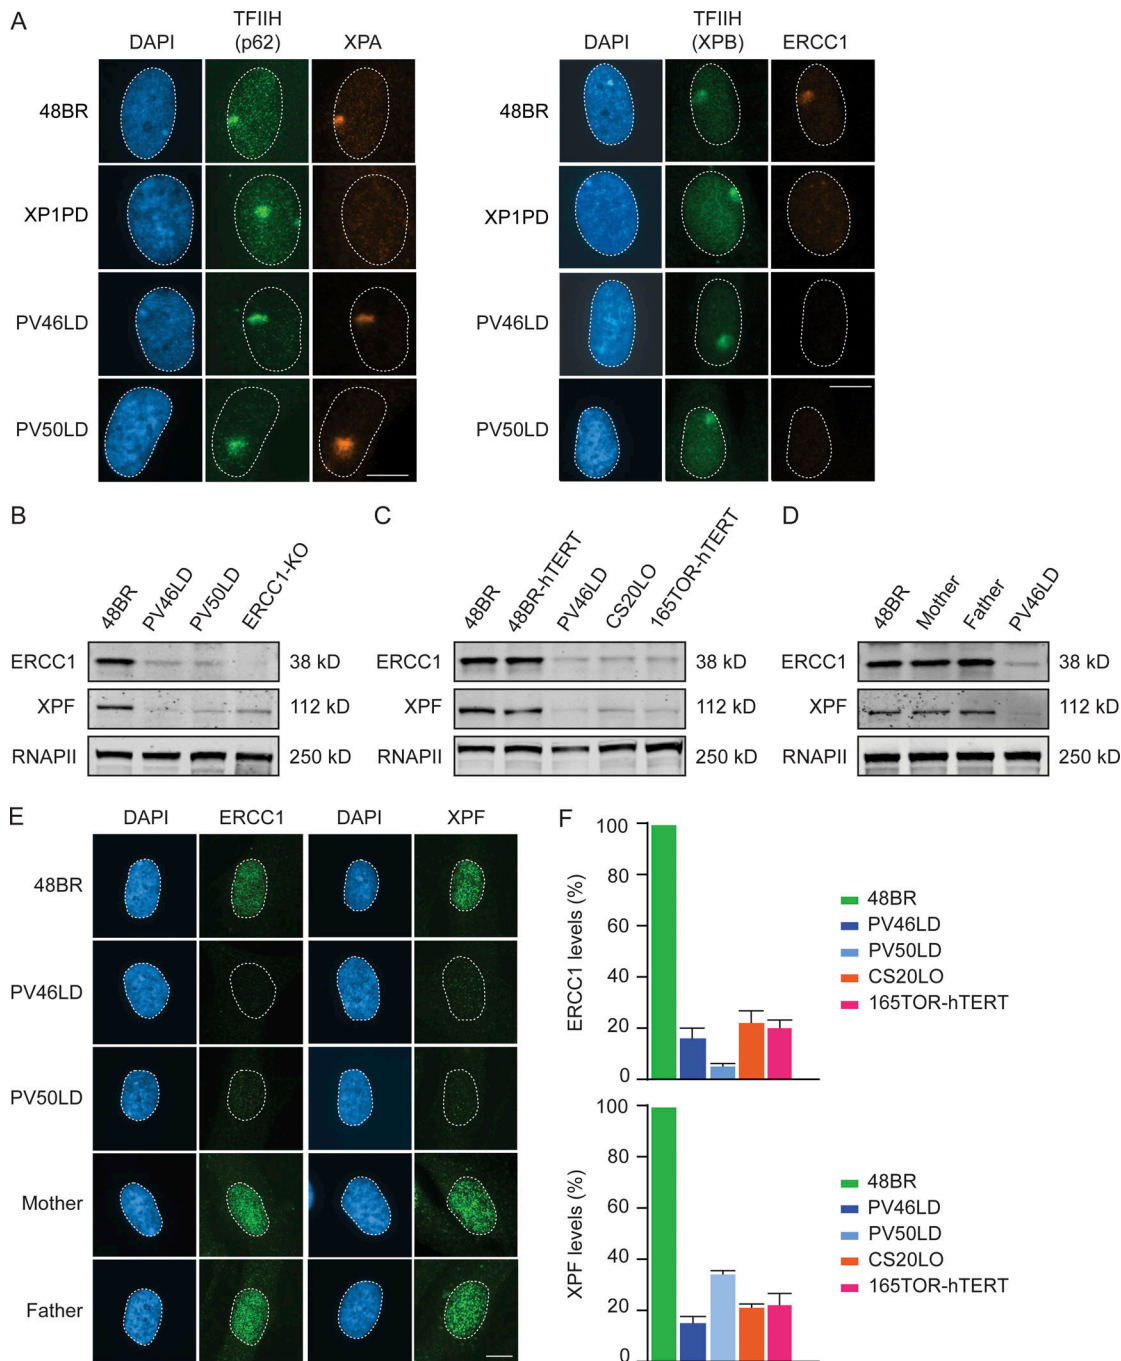 A
DAPI
TFIIH
(p62)
XPA
48BR
XP1PD
PV46LD
PV50LD
DAPI
TFIIH
(XPB)
ERCC1
48BR
XP1PD
PV46LD
PV50LD
B
48BR
PV46LD
PV50LD
ERCC1-KO
ERCC1
38 kD
XPF
112 kD
RNAPII
250 kD
C
48BR
48BR-hTERT
PV46LD
CS20LO
165TOR-hTERT
ERCC1
38 kD
XPF
112 kD
RNAPII
250 kD
D
48BR
Mother
Father
PV46LD
ERCC1
38 kD
XPF
112 kD
RNAPII
250 kD
E
DAPI
ERCC1
DAPI
XPF
48BR
PV46LD
PV50LD
Mother
Father
F
ERCC1 levels (%)
100
80
60
40
20
0
48BR
PV46LD
PV50LD
CS20LO
165TOR-hTERT
XPF levels (%)
100
80
60
40
20
0
48BR
PV46LD
PV50LD
CS20LO
165TOR-hTERT